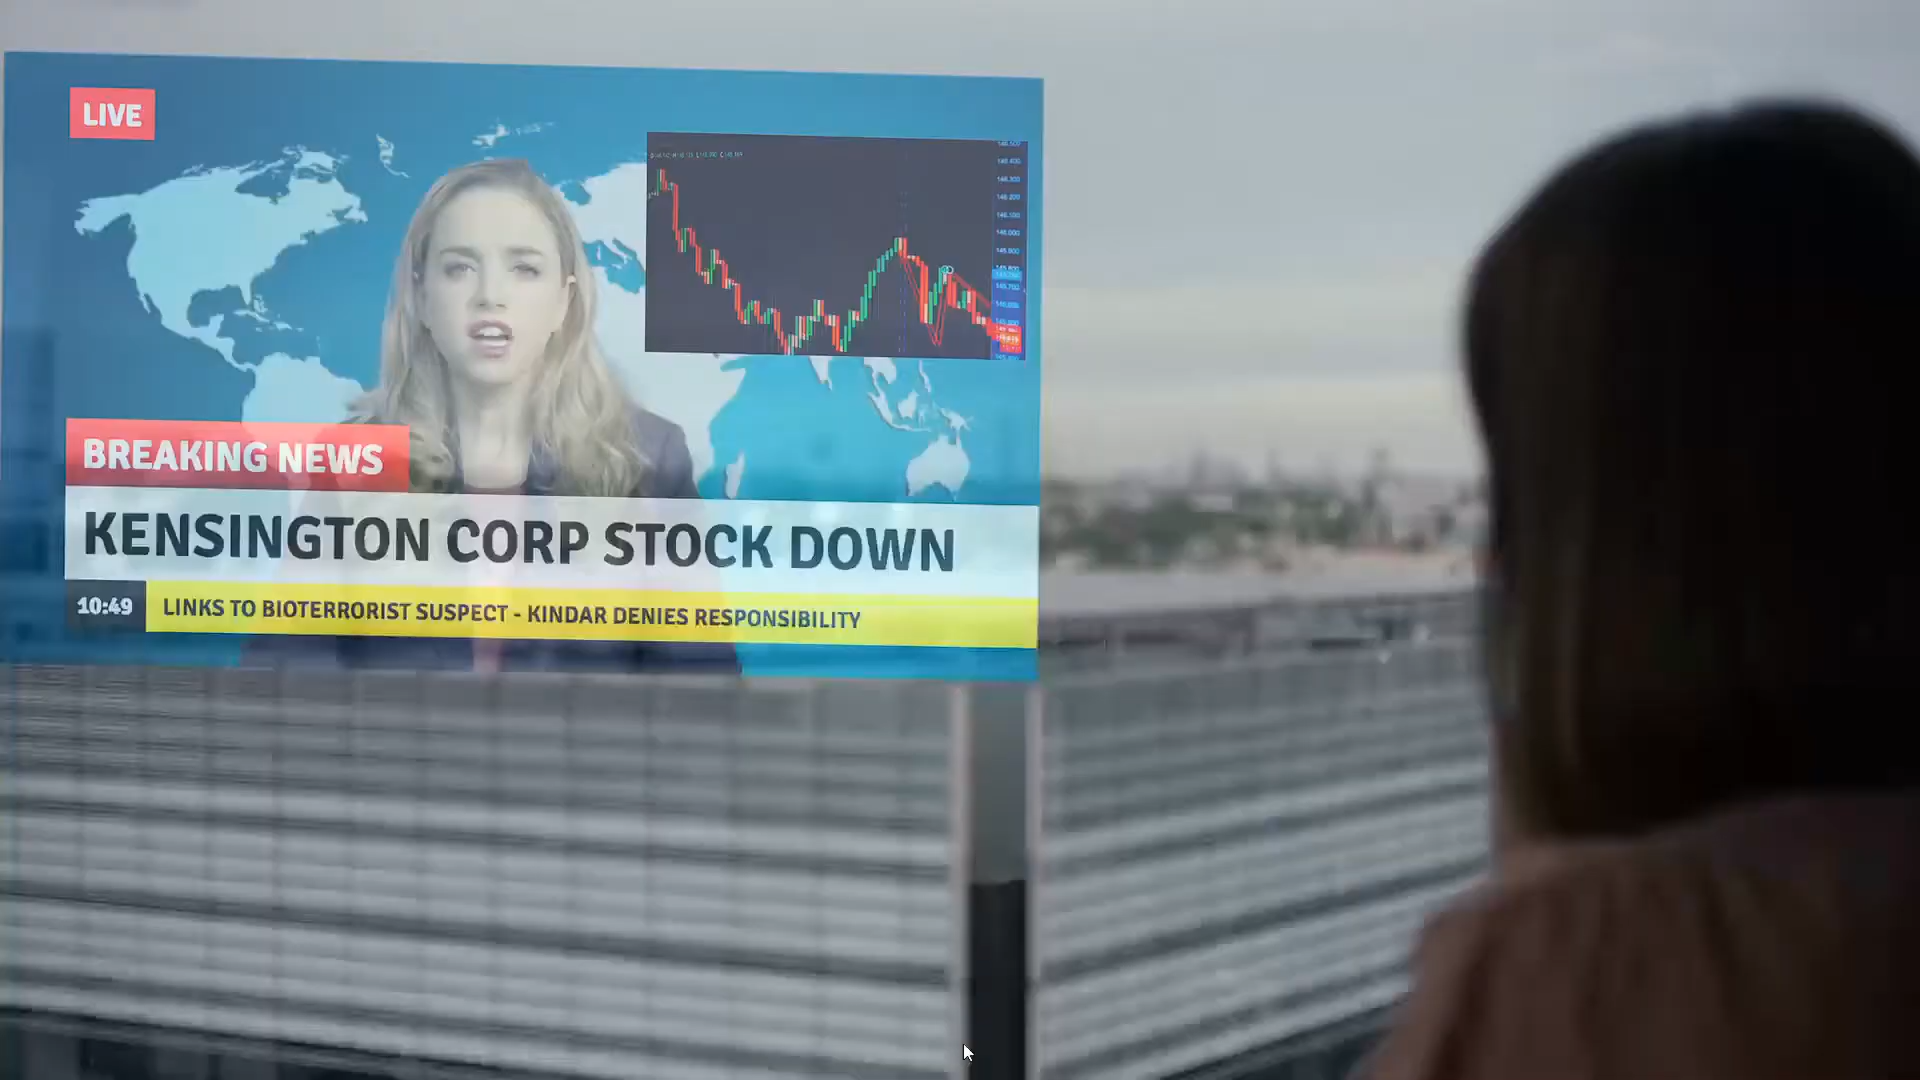 LIVE
BREAKING NEWS
KENSINGTON CORP STOCK DOWN
10:49
LINKS TO BIOTERRORIST SUSPECT - KINDAR DENIES RESPONSIBILITY